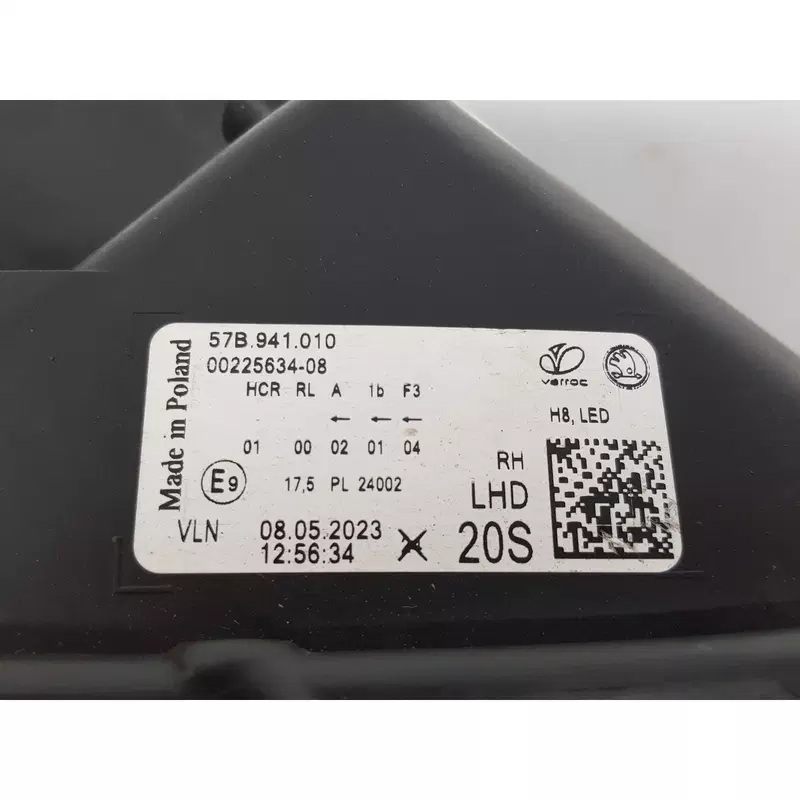 Made in Poland
57B.941.010
00225634-08
HCR RL A 1b F3
← ← ←
01 00 02 01 04
E9
17,5 PL 24002
VLN 08.05.2023
12:56:34
varroc
H8, LED
RH
LHD
20S